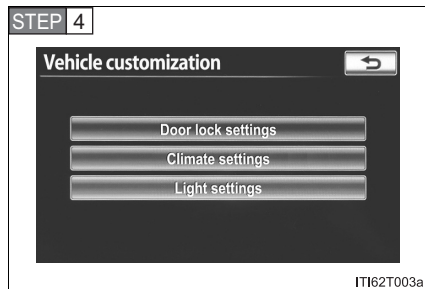 STEP 4
Vehicle customization
Door lock settings
Climate settings
Light settings
ITI62T003a